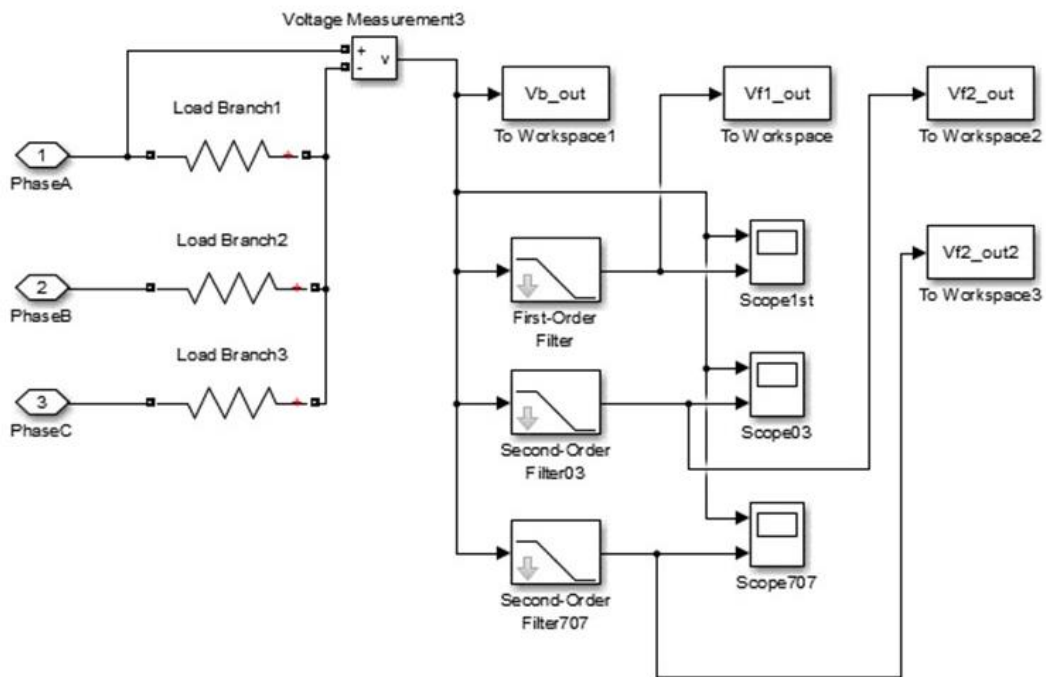 Voltage Measurement3
+
-
v
Load Branch1
1
PhaseA
Load Branch2
2
PhaseB
Load Branch3
3
PhaseC
Vb_out
To Workspace1
Vf1_out
To Workspace
Vf2_out
To Workspace2
Vf2_out2
To Workspace3
Scope1st
First-Order
Filter
Scope03
Second-Order
Filter03
Scope707
Second-Order
Filter707